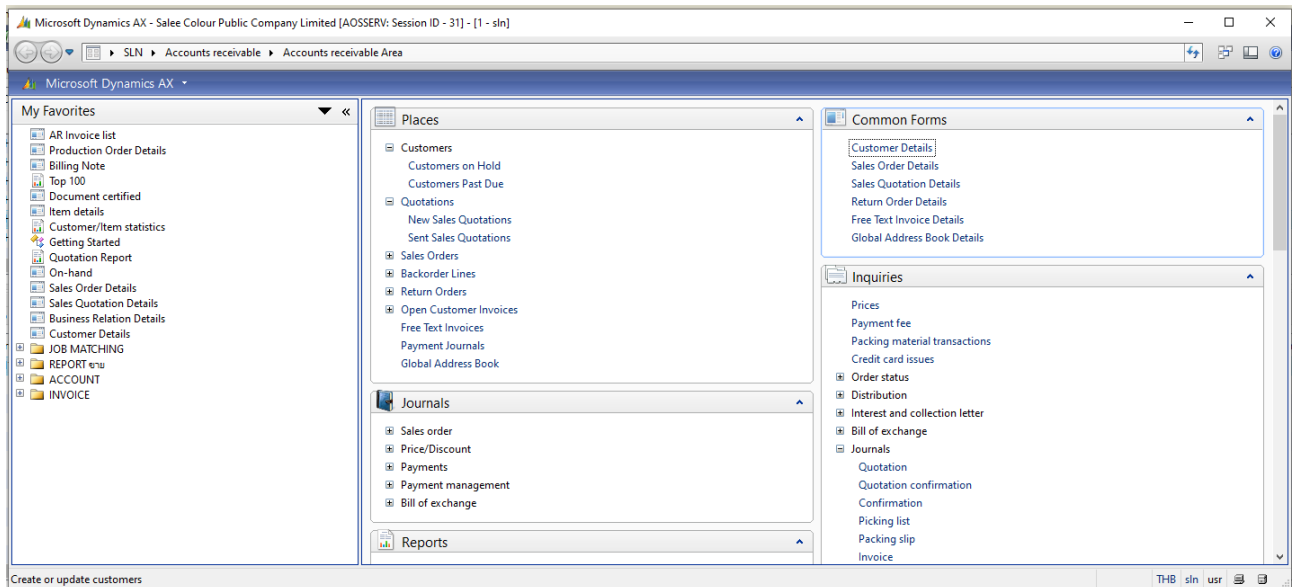 Microsoft Dynamics AX - Salee Colour Public Company Limited [AOSSERV: Session ID - 31] - [1 - sln]
SLN
Accounts receivable
Accounts receivable Area
Microsoft Dynamics AX
My Favorites
AR Invoice list
Production Order Details
Billing Note
Top 100
Document certified
Item details
Customer/Item statistics
Getting Started
Quotation Report
On-hand
Sales Order Details
Sales Quotation Details
Business Relation Details
Customer Details
JOB MATCHING
REPORT ขาย
ACCOUNT
INVOICE
Places
Customers
Customers on Hold
Customers Past Due
Quotations
New Sales Quotations
Sent Sales Quotations
Sales Orders
Backorder Lines
Return Orders
Open Customer Invoices
Free Text Invoices
Payment Journals
Global Address Book
Journals
Sales order
Price/Discount
Payments
Payment management
Bill of exchange
Reports
Common Forms
Customer Details
Sales Order Details
Sales Quotation Details
Return Order Details
Free Text Invoice Details
Global Address Book Details
Inquiries
Prices
Payment fee
Packing material transactions
Credit card issues
Order status
Distribution
Interest and collection letter
Bill of exchange
Journals
Quotation
Quotation confirmation
Confirmation
Picking list
Packing slip
Invoice
Create or update customers
THB sln usr